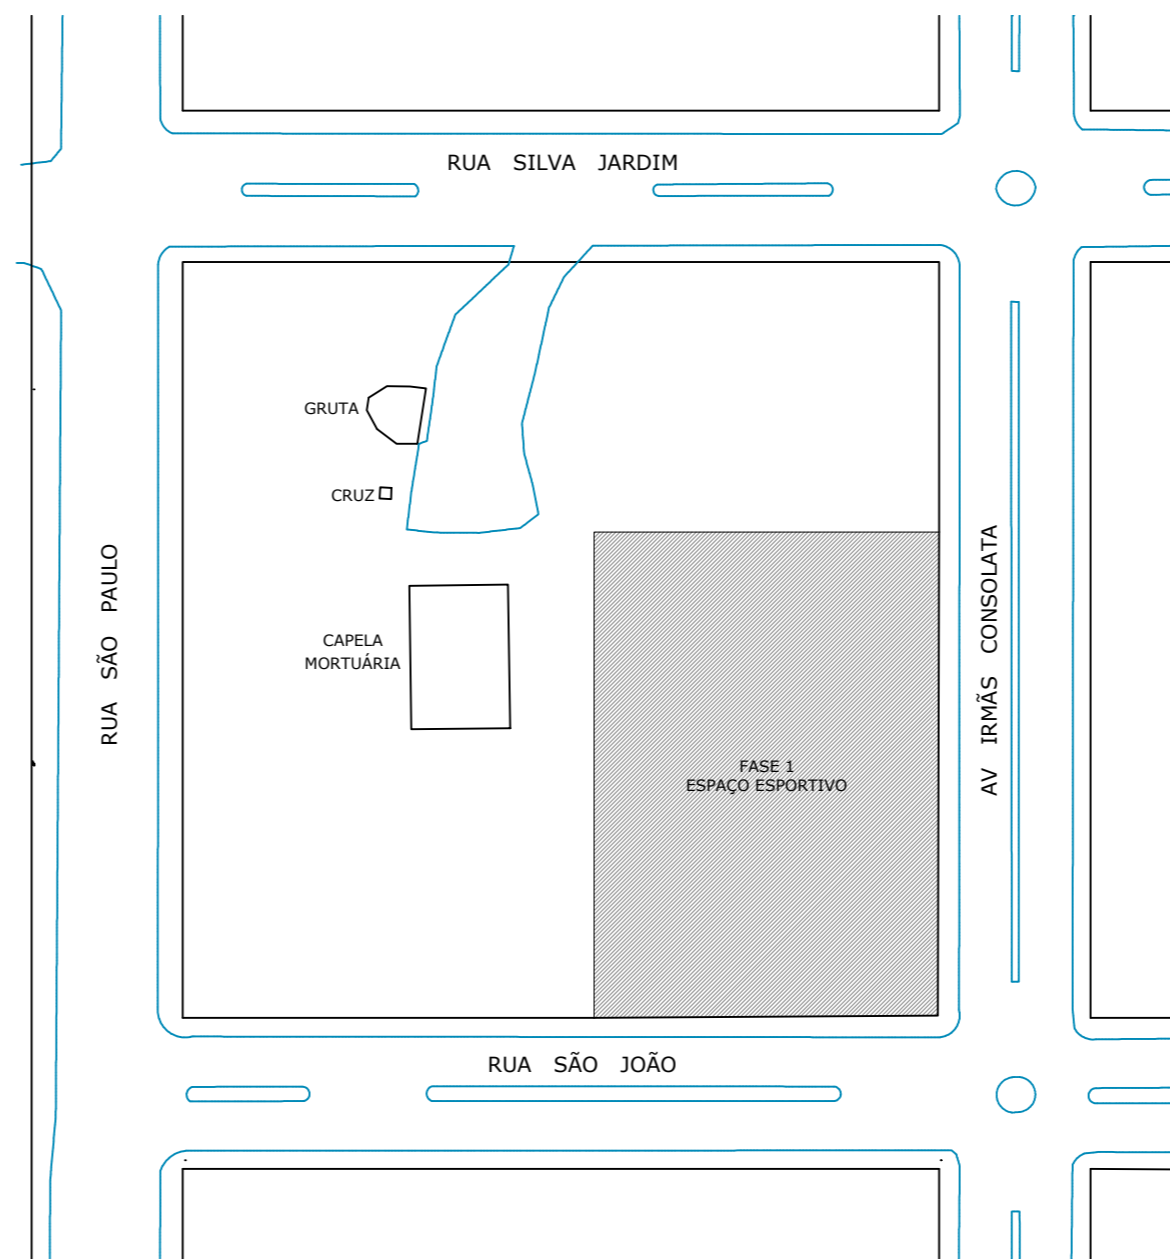 RUA SILVA JARDIM
GRUTA
CRUZ
RUA SÃO PAULO
CAPELA
MORTUÁRIA
AV IRMÃS CONSOLATA
FASE 1
ESPAÇO ESPORTIVO
RUA SÃO JOÃO